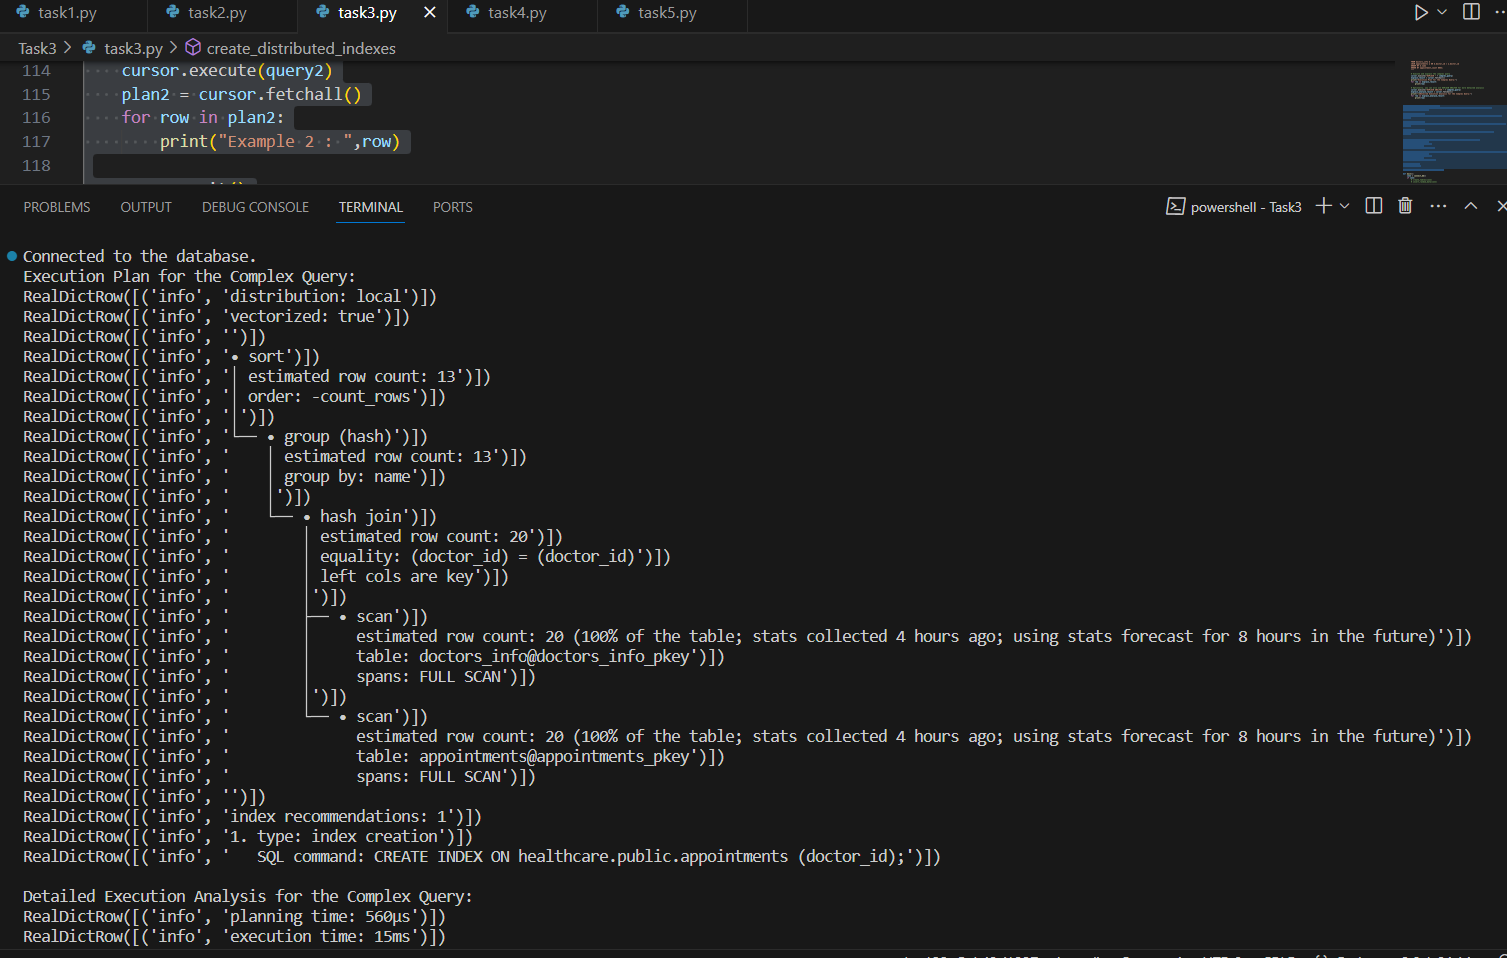 task1.py task2.py task3.py task4.py task5.py
Task3 > task3.py > create_distributed_indexes
114 cursor.execute(query2)
115 plan2 = cursor.fetchall()
116 for row in plan2:
117 print("Example 2 : ",row)
118
PROBLEMS OUTPUT DEBUG CONSOLE TERMINAL PORTS powershell - Task3
Connected to the database.
Execution Plan for the Complex Query:
RealDictRow([('info', 'distribution: local')])
RealDictRow([('info', 'vectorized: true')])
RealDictRow([('info', '')])
RealDictRow([('info', '• sort')])
RealDictRow([('info', '│ estimated row count: 13')])
RealDictRow([('info', '│ order: -count_rows')])
RealDictRow([('info', '│')])
RealDictRow([('info', '└── • group (hash)')])
RealDictRow([('info', '    │ estimated row count: 13')])
RealDictRow([('info', '    │ group by: name')])
RealDictRow([('info', '    │')])
RealDictRow([('info', '    └── • hash join')])
RealDictRow([('info', '        │ estimated row count: 20')])
RealDictRow([('info', '        │ equality: (doctor_id) = (doctor_id)')])
RealDictRow([('info', '        │ left cols are key')])
RealDictRow([('info', '        │')])
RealDictRow([('info', '        ├── • scan')])
RealDictRow([('info', '        │     estimated row count: 20 (100% of the table; stats collected 4 hours ago; using stats forecast for 8 hours in the future)')])
RealDictRow([('info', '        │     table: doctors_info@doctors_info_pkey')])
RealDictRow([('info', '        │     spans: FULL SCAN')])
RealDictRow([('info', '        │')])
RealDictRow([('info', '        └── • scan')])
RealDictRow([('info', '              estimated row count: 20 (100% of the table; stats collected 4 hours ago; using stats forecast for 8 hours in the future)')])
RealDictRow([('info', '              table: appointments@appointments_pkey')])
RealDictRow([('info', '              spans: FULL SCAN')])
RealDictRow([('info', '')])
RealDictRow([('info', 'index recommendations: 1')])
RealDictRow([('info', '1. type: index creation')])
RealDictRow([('info', '   SQL command: CREATE INDEX ON healthcare.public.appointments (doctor_id);')])
Detailed Execution Analysis for the Complex Query:
RealDictRow([('info', 'planning time: 560µs')])
RealDictRow([('info', 'execution time: 15ms')])